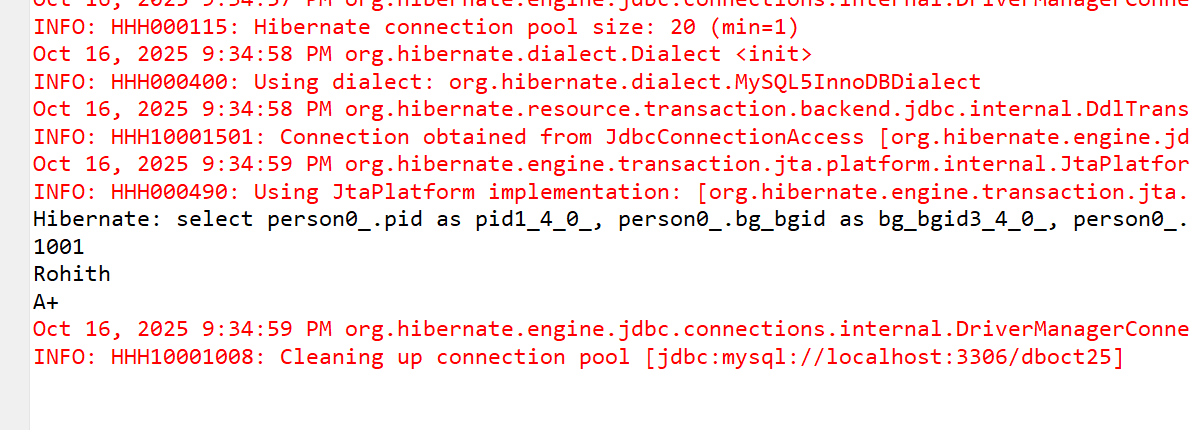 Oct 16, 2025 9:34:57 PM org.hibernate.engine.jdbc.connections.internal.DriverManagerConne
INFO: HHH000115: Hibernate connection pool size: 20 (min=1)
Oct 16, 2025 9:34:58 PM org.hibernate.dialect.Dialect <init>
INFO: HHH000400: Using dialect: org.hibernate.dialect.MySQL5InnoDBDialect
Oct 16, 2025 9:34:58 PM org.hibernate.resource.transaction.backend.jdbc.internal.DdlTrans
INFO: HHH10001501: Connection obtained from JdbcConnectionAccess [org.hibernate.engine.jd
Oct 16, 2025 9:34:59 PM org.hibernate.engine.transaction.jta.platform.internal.JtaPlatfor
INFO: HHH000490: Using JtaPlatform implementation: [org.hibernate.engine.transaction.jta.
Hibernate: select person0_.pid as pid1_4_0_, person0_.bg_bgid as bg_bgid3_4_0_, person0_.
1001
Rohith
A+
Oct 16, 2025 9:34:59 PM org.hibernate.engine.jdbc.connections.internal.DriverManagerConne
INFO: HHH10001008: Cleaning up connection pool [jdbc:mysql://localhost:3306/dboct25]